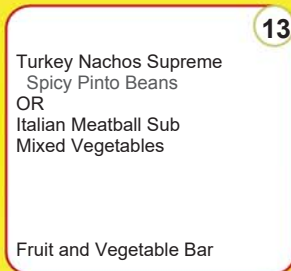 13
Turkey Nachos Supreme
Spicy Pinto Beans
OR
Italian Meatball Sub
Mixed Vegetables
Fruit and Vegetable Bar